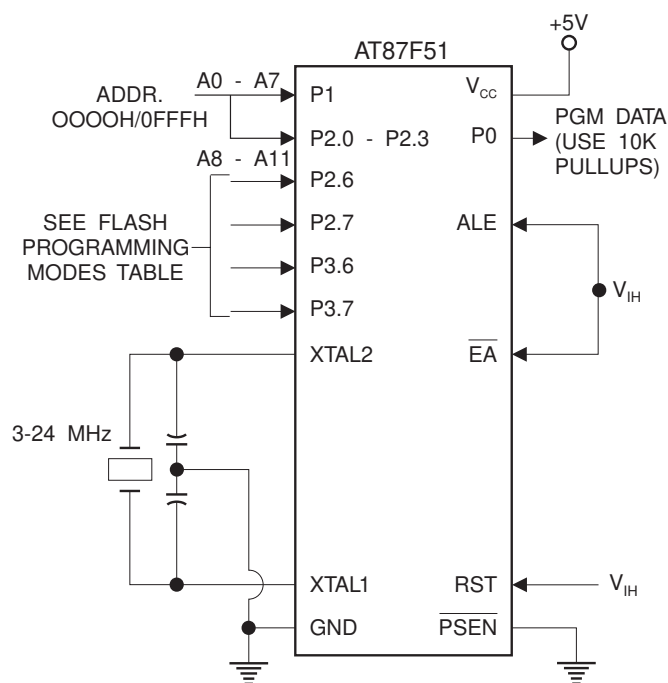 AT87F51
+5V
A0 - A7
ADDR.
OOOOH/0FFFH
P1
VCC
P2.0 - P2.3
P0
PGM DATA
(USE 10K
PULLUPS)
A8 - A11
P2.6
SEE FLASH
PROGRAMMING
MODES TABLE
P2.7
ALE
P3.6
P3.7
VIH
XTAL2
EA
3-24 MHz
XTAL1
RST
VIH
GND
PSEN